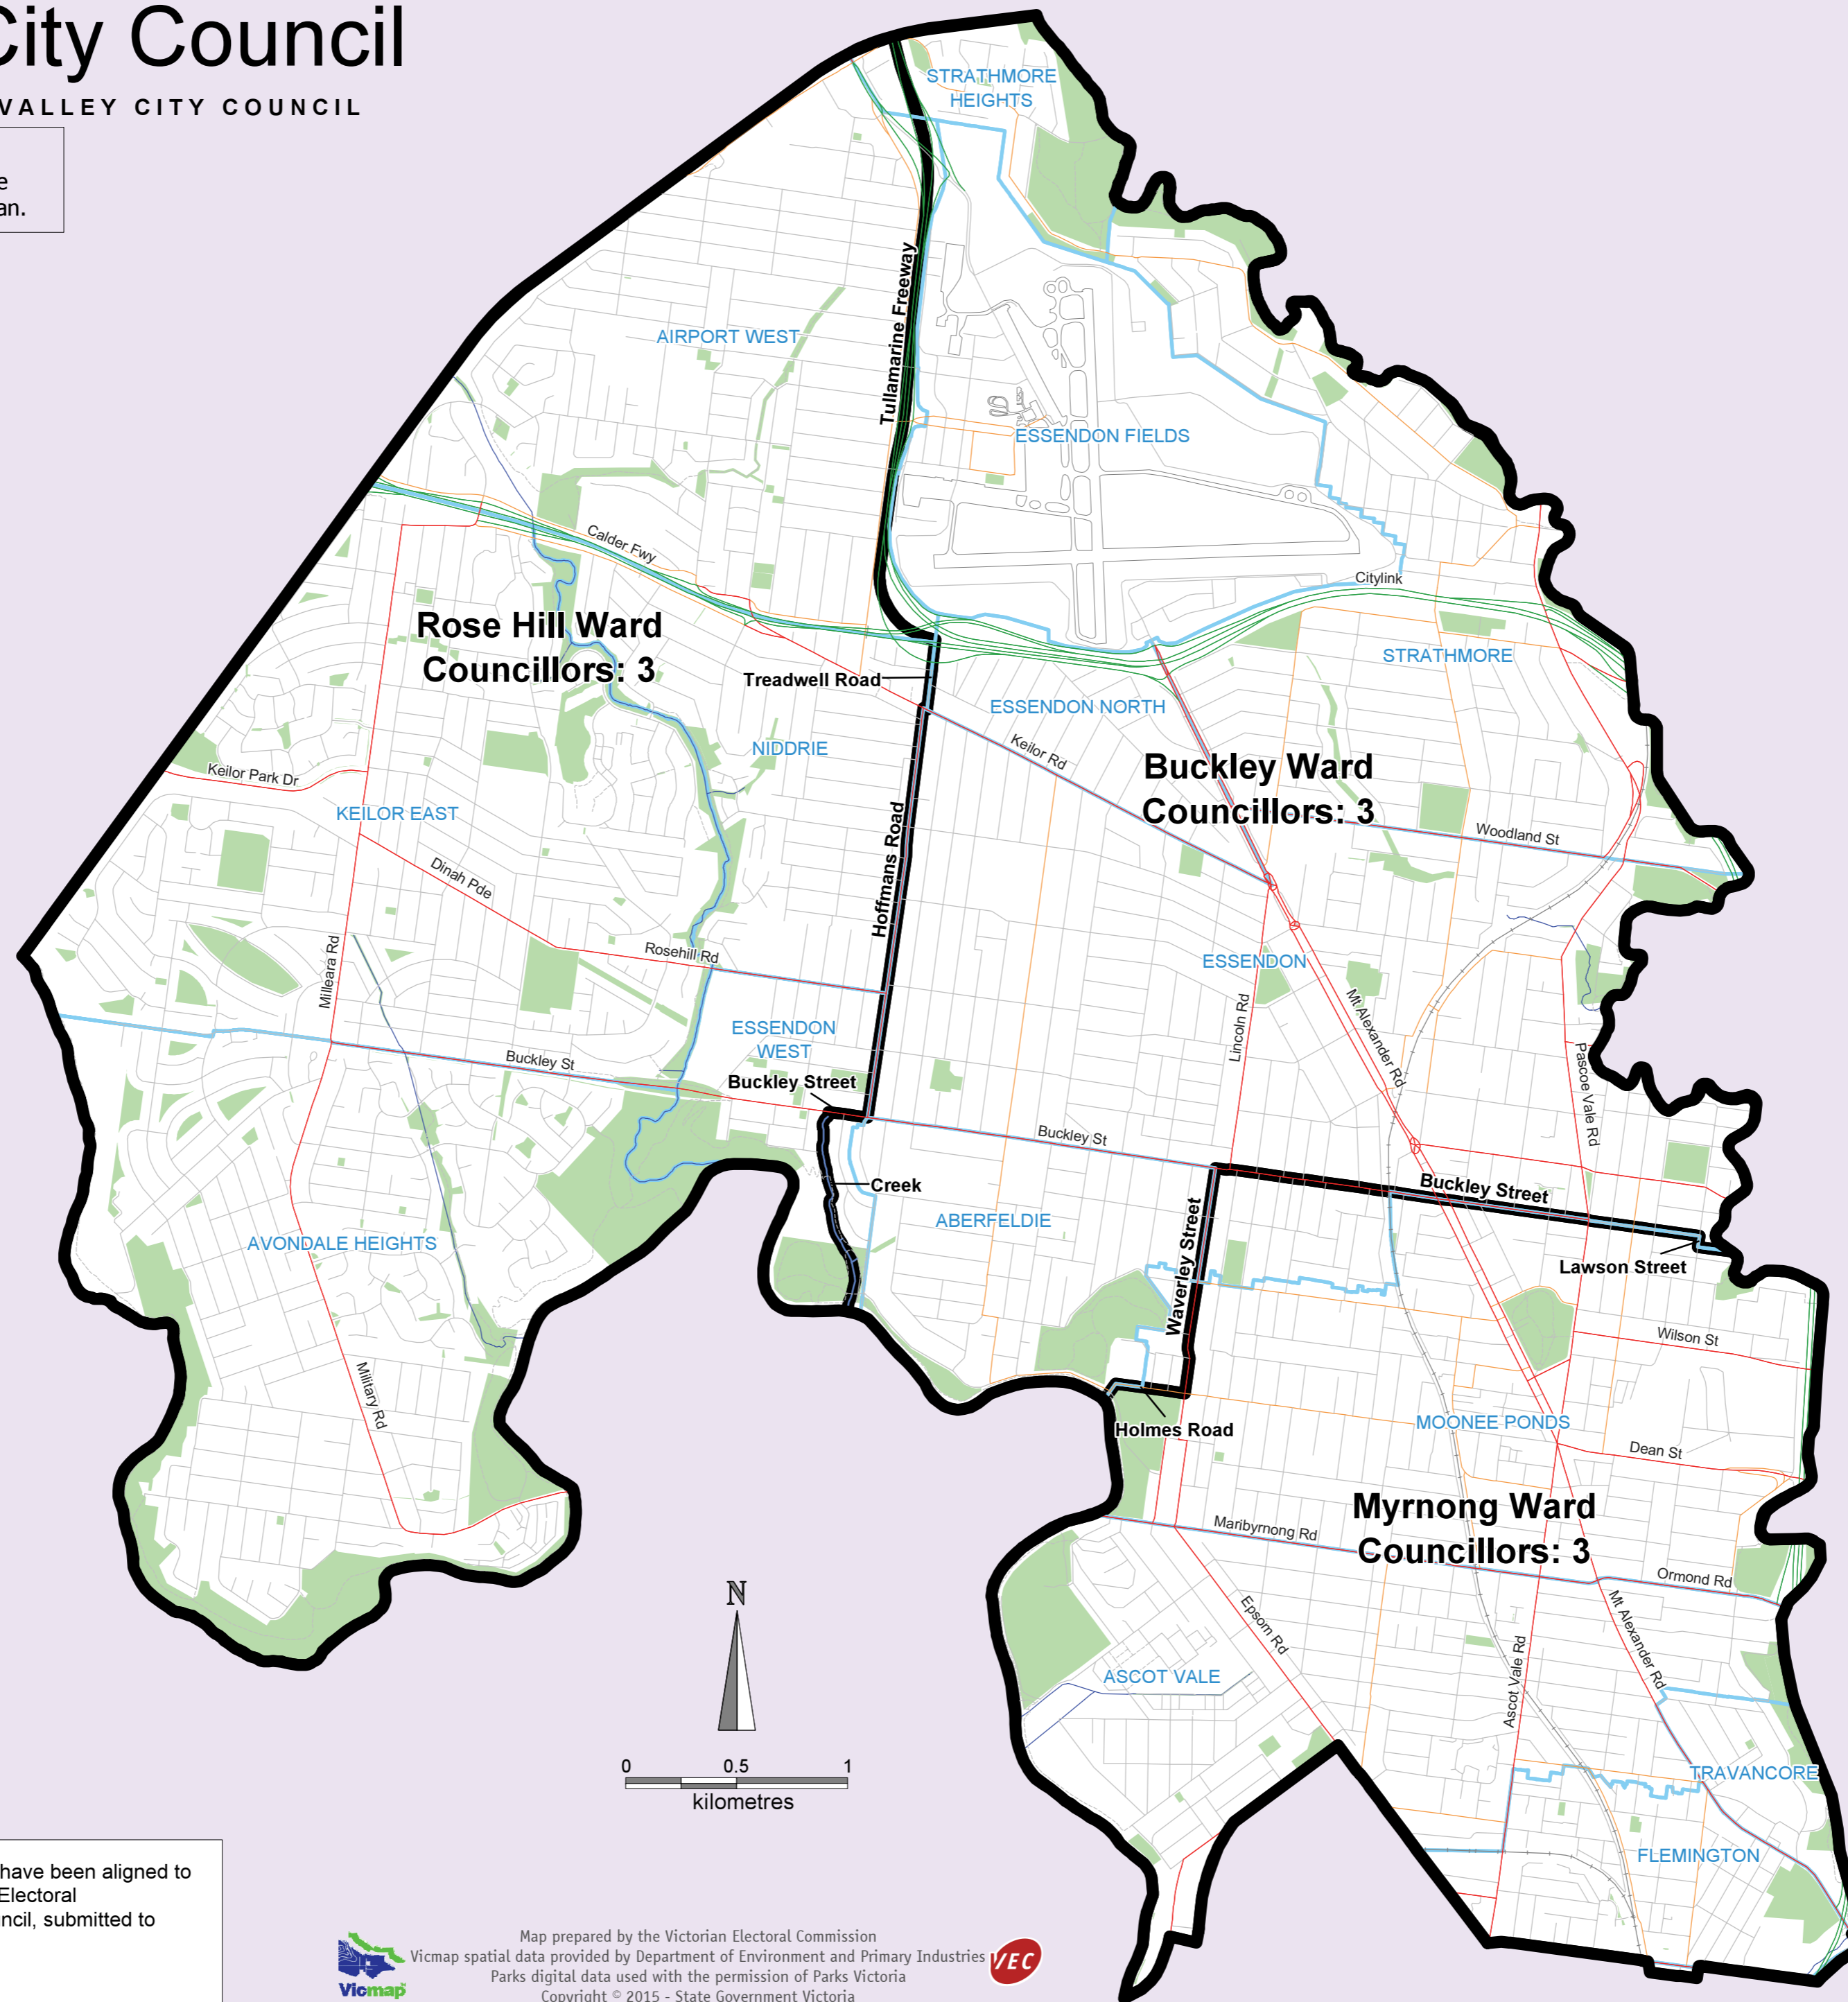 City Council
VALLEY CITY COUNCIL
e
an.
STRATHMORE
HEIGHTS
Tullamarine Freeway
AIRPORT WEST
ESSENDON FIELDS
Calder Fwy
Citylink
Rose Hill Ward
Councillors: 3
STRATHMORE
Treadwell Road
ESSENDON NORTH
NIDDRIE
Keilor Rd
Buckley Ward
Councillors: 3
Keilor Park Dr
KEILOR EAST
Woodland St
Hoffmans Road
Dinah Pde
Rosehill Rd
Milleara Rd
ESSENDON
Lincoln Rd
Mt Alexander Rd
ESSENDON
WEST
Buckley St
Buckley Street
Pascoe Vale Rd
Buckley St
Creek
Buckley Street
ABERFELDIE
AVONDALE HEIGHTS
Waverley Street
Lawson Street
Wilson St
Military Rd
Holmes Road
MOONEE PONDS
Dean St
Myrnong Ward
Councillors: 3
Maribyrnong Rd
Ormond Rd
N
Epsom Rd
Mt Alexander Rd
Ascot Vale Rd
ASCOT VALE
0 0.5 1
kilometres
TRAVANCORE
FLEMINGTON
have been aligned to
Electoral
ncil, submitted to
Map prepared by the Victorian Electoral Commission
Vicmap spatial data provided by Department of Environment and Primary Industries
Parks digital data used with the permission of Parks Victoria
Copyright © 2015 - State Government Victoria
Vicmap
VEC